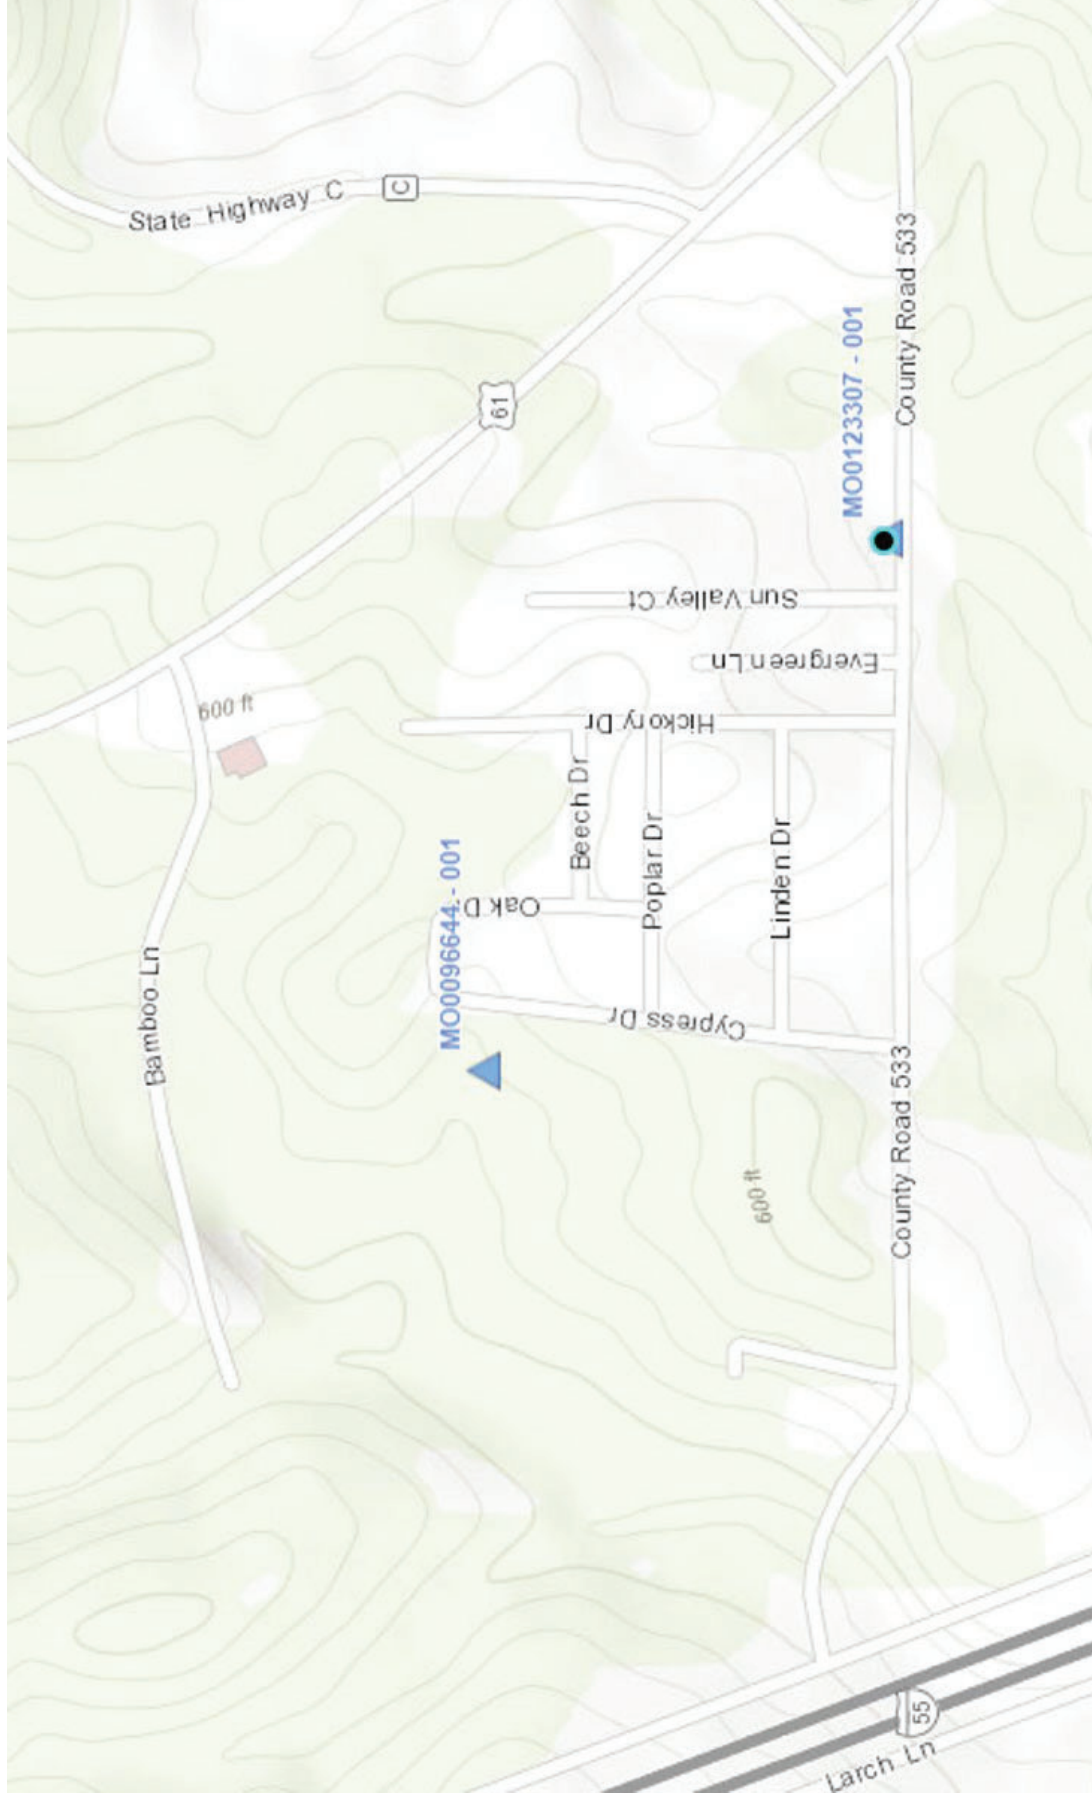 State Highway C
C
61
County Road 533
MO0123307 - 001
Sun Valley Ct
Evergreen Ln
600 ft
Hickory Dr
Beech Dr
Poplar Dr
Linden Dr
Oak D
MO0096644 - 001
Bamboo Ln
Cypress Dr
County Road 533
600 ft
55
Larch Ln